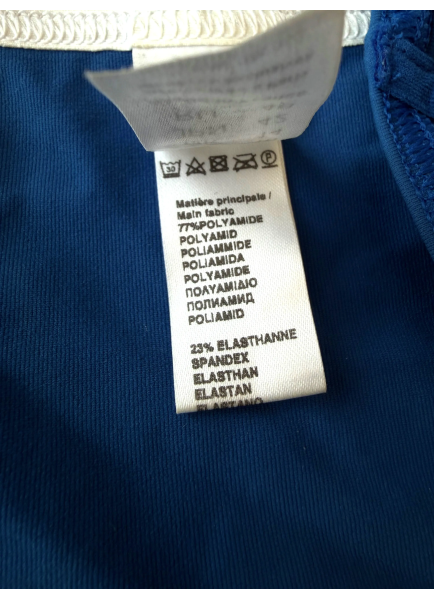 30
P
Matière principale /
Main fabric
77%POLYAMIDE
POLYAMID
POLIAMMIDE
POLIAMIDA
POLYAMIDE
ΠΟΛΥΑΜΙΔΙΟ
ПОЛИАМИД
POLIAMID
23% ELASTHANNE
SPANDEX
ELASTHAN
ELASTAN
ELASTANO